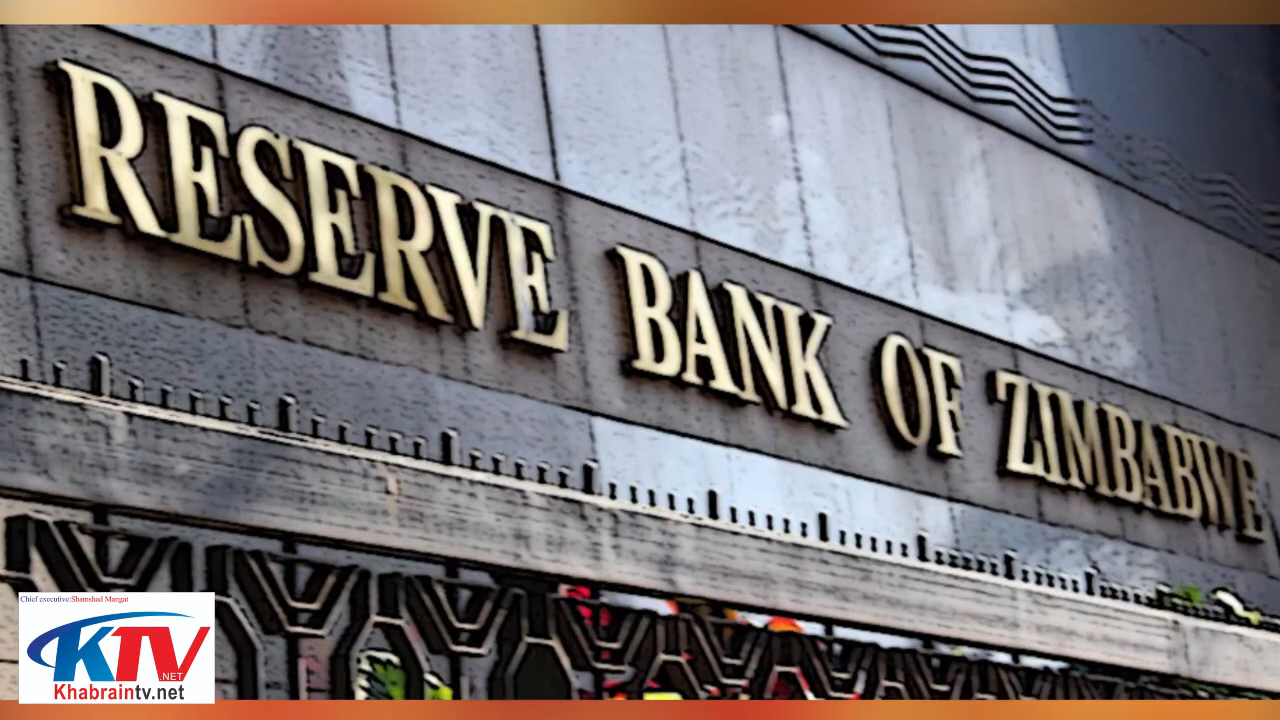 RESERVE BANK OF ZIMBABWE
Chief executive:Shamshad Mangat
KTV
.NET
Khabraintv.net